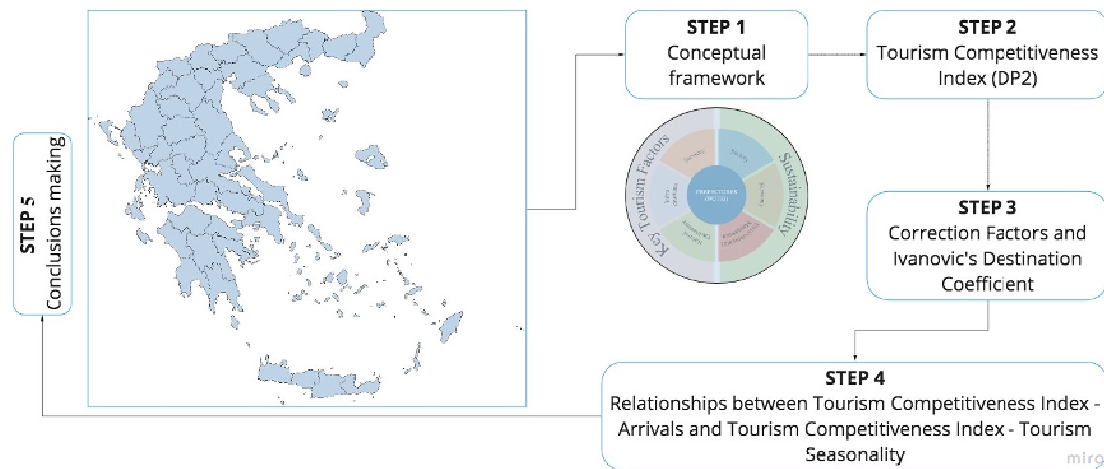 STEP 1
Conceptual
framework
STEP 2
Tourism Competitiveness
Index (DP2)
Key Tourism Factors
Sustainability
PREFECTURES
STEP 3
Correction Factors and
Ivanovic's Destination
Coefficient
STEP 4
Relationships between Tourism Competitiveness Index -
Arrivals and Tourism Competitiveness Index - Tourism
Seasonality
STEP 5
Conclusions making
miro